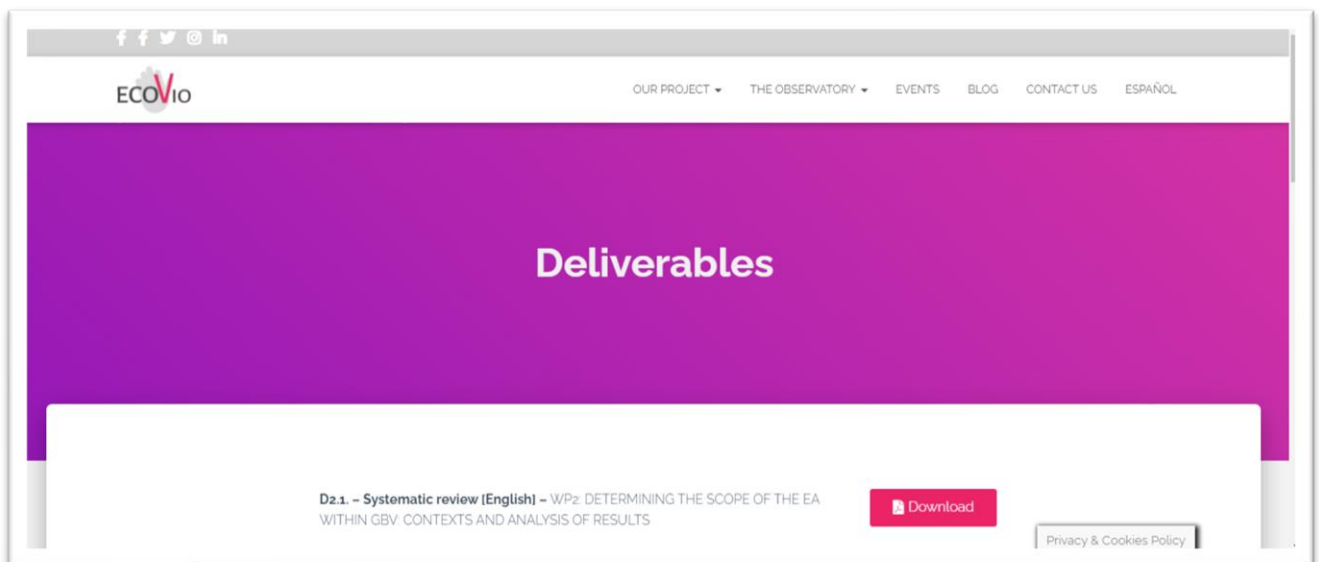 ECOVIO
OUR PROJECT THE OBSERVATORY EVENTS BLOG CONTACT US ESPAÑOL
Deliverables
D2.1. – Systematic review [English] – WP2: DETERMINING THE SCOPE OF THE EA
WITHIN GBV: CONTEXTS AND ANALYSIS OF RESULTS
Download
Privacy & Cookies Policy